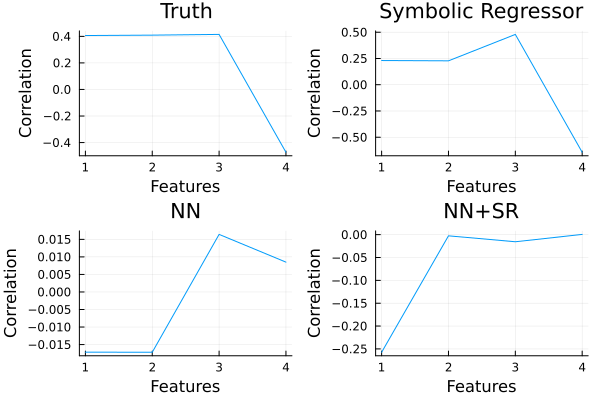 Truth
0.4
0.2
0.0
−0.2
−0.4
Correlation
1 2 3 4
Features
Symbolic Regressor
0.50
0.25
0.00
−0.25
−0.50
Correlation
1 2 3 4
Features
NN
0.015
0.010
0.005
0.000
−0.005
−0.010
−0.015
Correlation
1 2 3 4
Features
NN+SR
0.00
−0.05
−0.10
−0.15
−0.20
−0.25
Correlation
1 2 3 4
Features